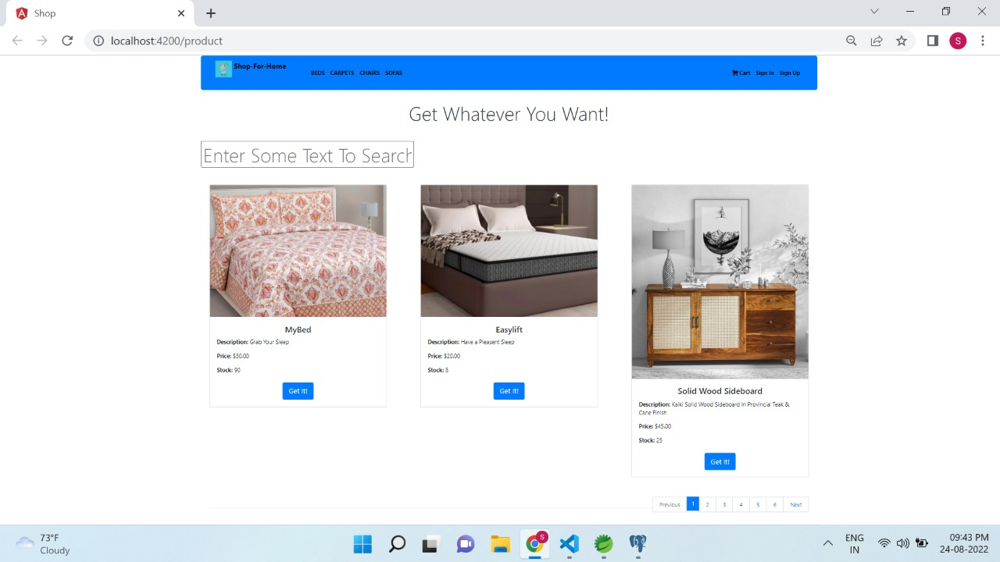 Shop
localhost:4200/product
S
Shop-For-Home
BEDS CARPETS CHAIRS SOFAS
Cart Sign In Sign Up
Get Whatever You Want!
Enter Some Text To Search
MyBed
Description: Grab Your Sleep
Price: $30.00
Stock: 90
Get It!
Easylift
Description: Have a Pleasent Sleep
Price: $20.00
Stock: 6
Get It!
Solid Wood Sideboard
Description: Kaiki Solid Wood Sideboard In Provincial Teak &
Cane Finish
Price: $45.00
Stock: 25
Get It!
Previous 1 2 3 4 5 6 Next
73°F
Cloudy
S
ENG
IN
09:43 PM
24-08-2022